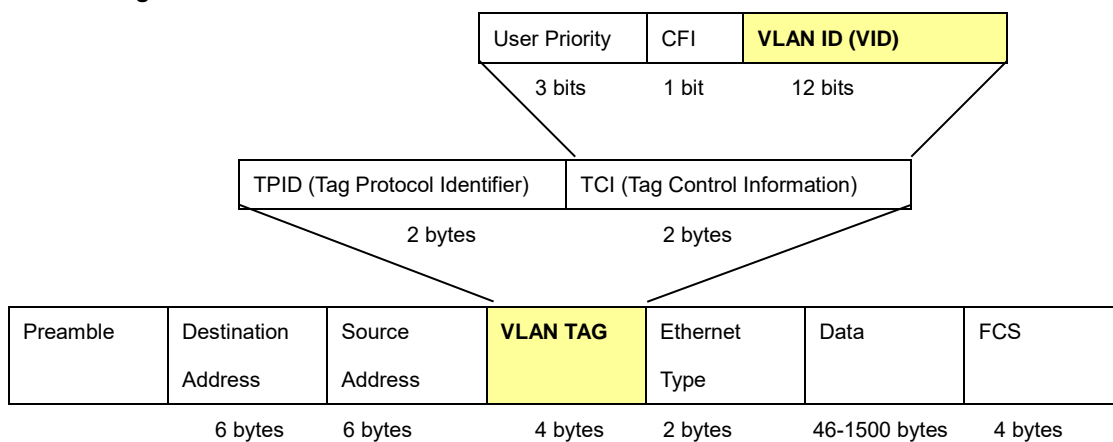 User Priority CFI VLAN ID (VID)
3 bits 1 bit 12 bits
TPID (Tag Protocol Identifier) TCI (Tag Control Information)
2 bytes 2 bytes
Preamble Destination Address Source Address VLAN TAG Ethernet Type Data FCS
6 bytes 6 bytes 4 bytes 2 bytes 46-1500 bytes 4 bytes